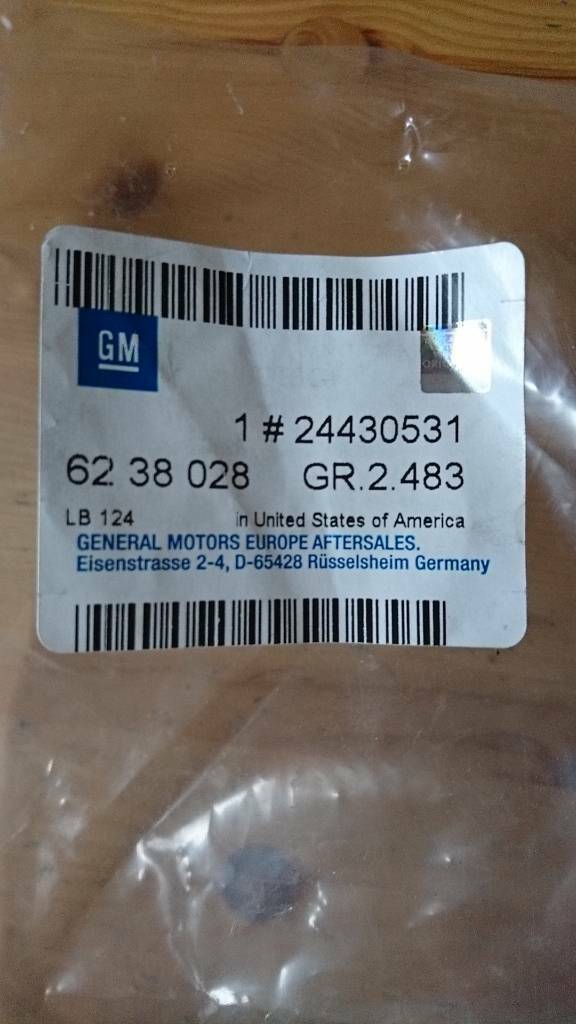 GM
1 # 24430531
62 38 028 GR.2.483
LB 124 in United States of America
GENERAL MOTORS EUROPE AFTERSALES.
Eisenstrasse 2-4, D-65428 Rüsselsheim Germany